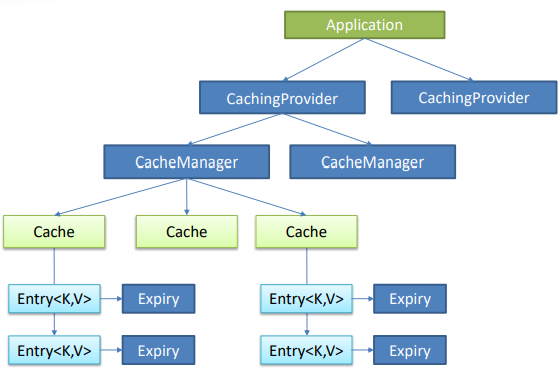 Application
CachingProvider
CachingProvider
CacheManager
CacheManager
Cache
Cache
Cache
Entry<K,V>
Expiry
Entry<K,V>
Expiry
Entry<K,V>
Expiry
Entry<K,V>
Expiry